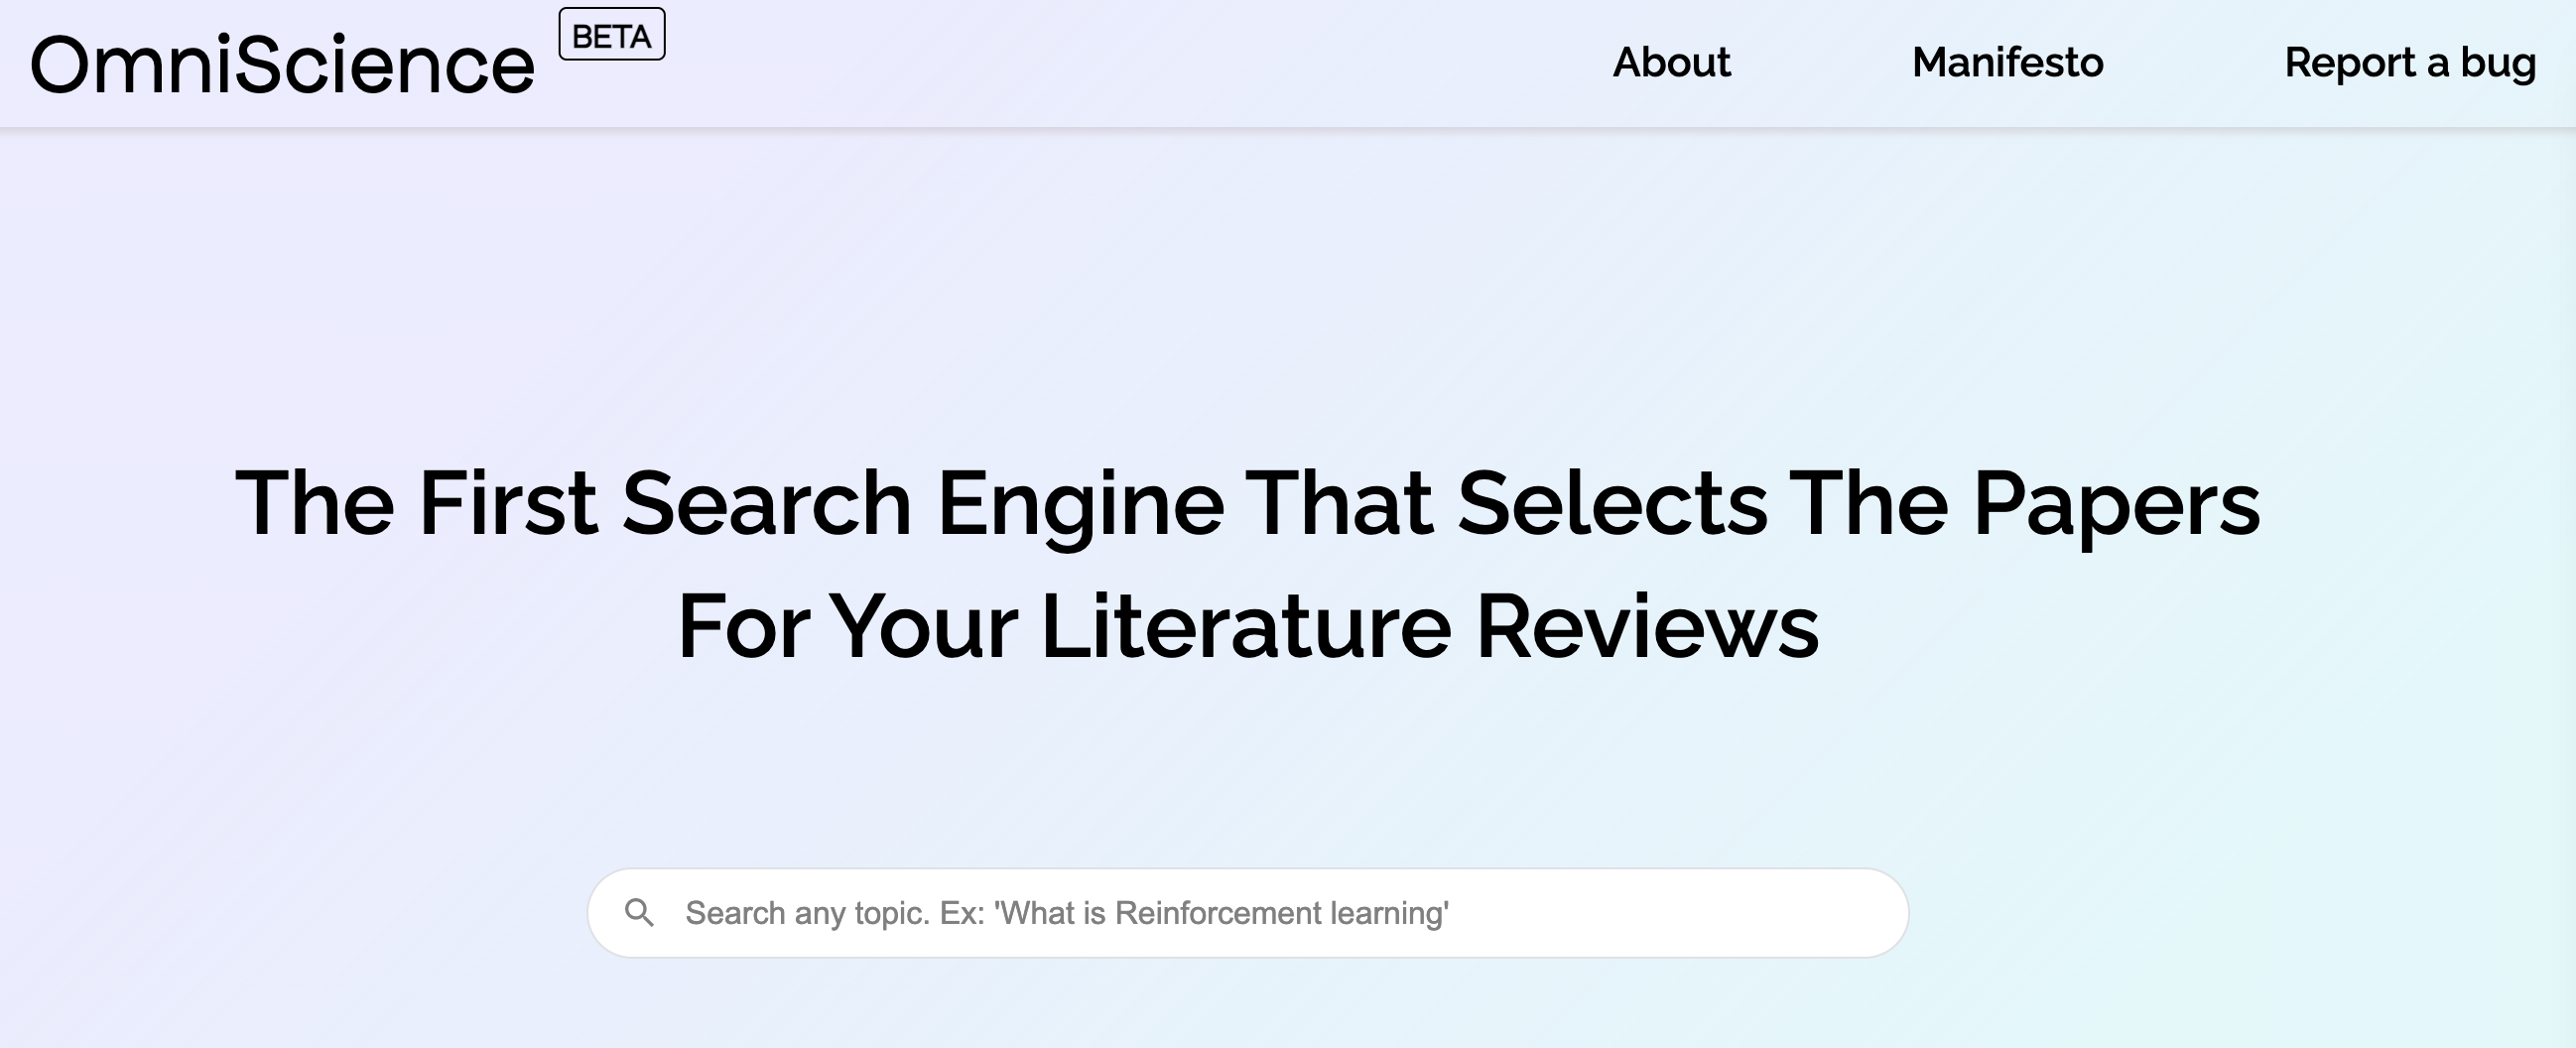 OmniScience
BETA
About
Manifesto
Report a bug
The First Search Engine That Selects The Papers
For Your Literature Reviews
Search any topic. Ex: 'What is Reinforcement learning'